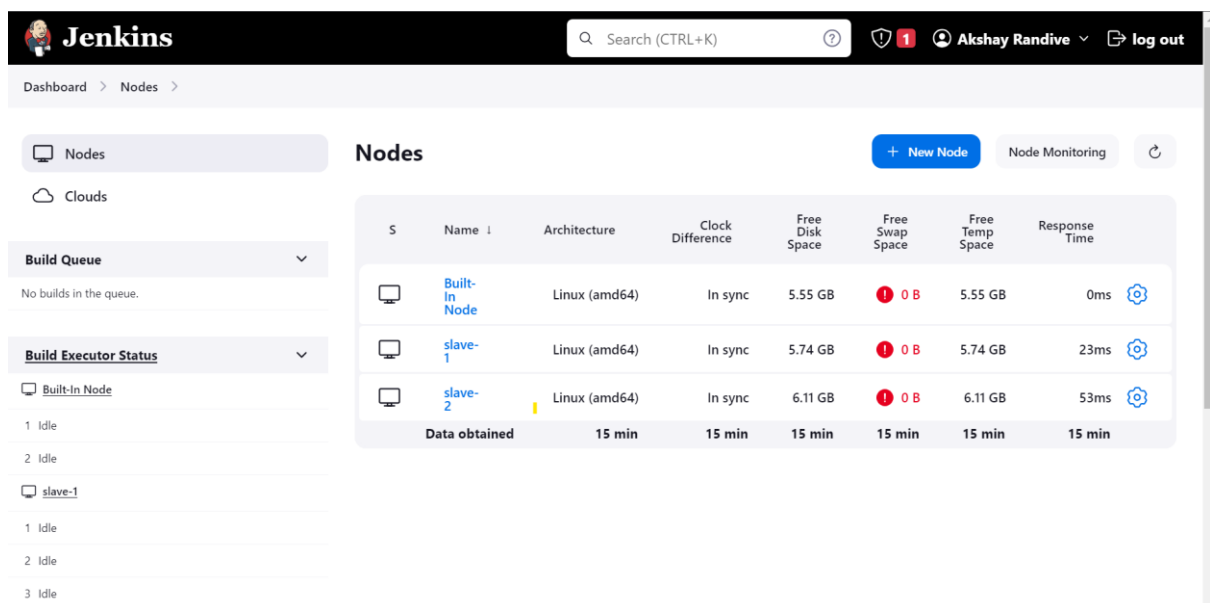 Jenkins
Search (CTRL+K)
?
1
Akshay Randive
log out
Dashboard > Nodes >
Nodes
Clouds
Build Queue
No builds in the queue.
Build Executor Status
Built-In Node
1 Idle
2 Idle
slave-1
1 Idle
2 Idle
3 Idle
Nodes
+ New Node
Node Monitoring
S Name ↓ Architecture Clock Difference Free Disk Space Free Swap Space Free Temp Space Response Time
Built-In Node Linux (amd64) In sync 5.55 GB 0 B 5.55 GB 0ms
slave-1 Linux (amd64) In sync 5.74 GB 0 B 5.74 GB 23ms
slave-2 Linux (amd64) In sync 6.11 GB 0 B 6.11 GB 53ms
Data obtained 15 min 15 min 15 min 15 min 15 min 15 min